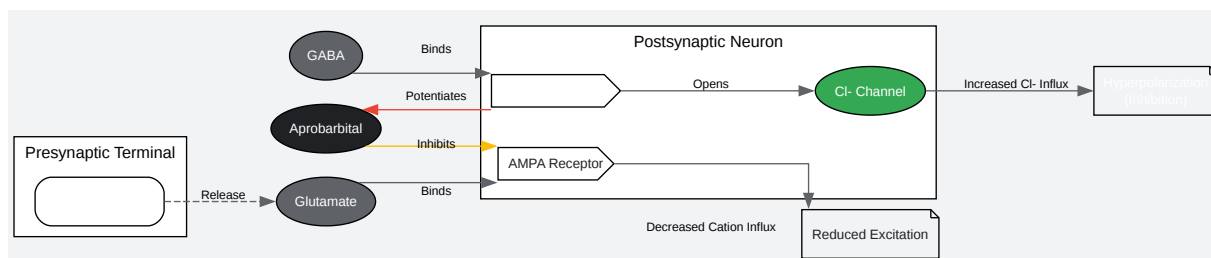 Postsynaptic Neuron
GABA
Binds
Opens
Cl- Channel
Increased Cl- Influx
Hyperpolarization
(Inhibition)
Potentiates
Aprobarbital
Inhibits
Presynaptic Terminal
AMPA Receptor
Release
Glutamate
Binds
Decreased Cation Influx
Reduced Excitation